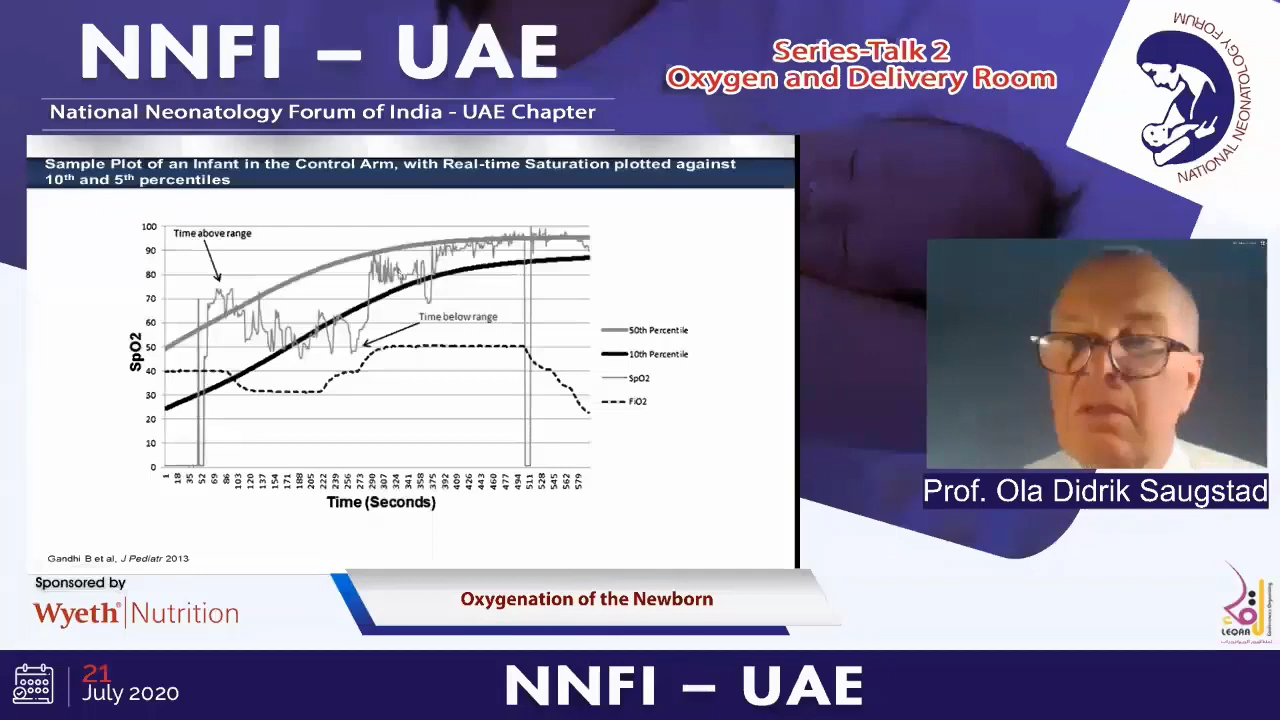 NNFI – UAE
National Neonatology Forum of India - UAE Chapter
Series-Talk 2
Oxygen and Delivery Room
NATIONAL NEONATOLOGY FORUM
Sample Plot of an Infant in the Control Arm, with Real-time Saturation plotted against
10th and 5th percentiles
Time above range
Time below range
SpO2
100
90
80
70
60
50
40
30
20
10
0
50th Percentile
10th Percentile
SpO2
FiO2
1 18 35 52 69 86 103 120 137 154 171 188 205 222 239 256 273 290 307 324 341 358 375 392 409 426 443 460 477 494 511 528 545 562 579
Time (Seconds)
Gandhi B et al, J Pediatr 2013
Prof. Ola Didrik Saugstad
Sponsored by
Wyeth® Nutrition
Oxygenation of the Newborn
LEQAA
21
July 2020
NNFI – UAE